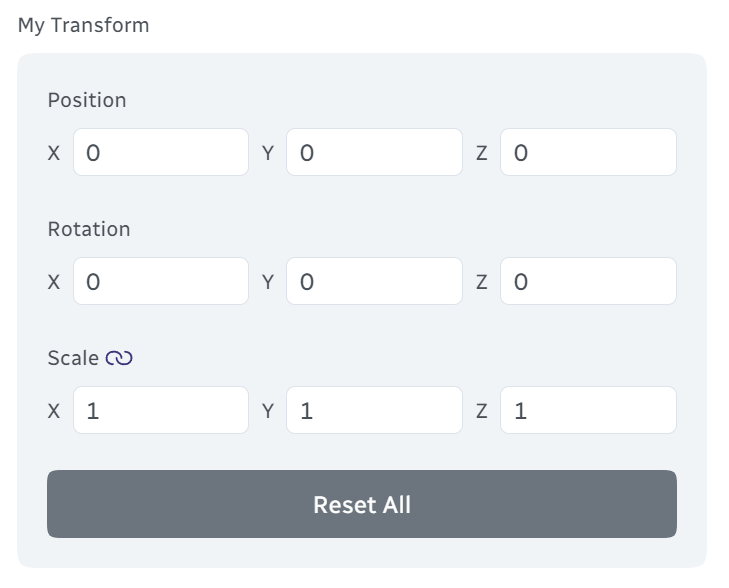 My Transform
Position
X 0 Y 0 Z 0
Rotation
X 0 Y 0 Z 0
Scale
X 1 Y 1 Z 1
Reset All